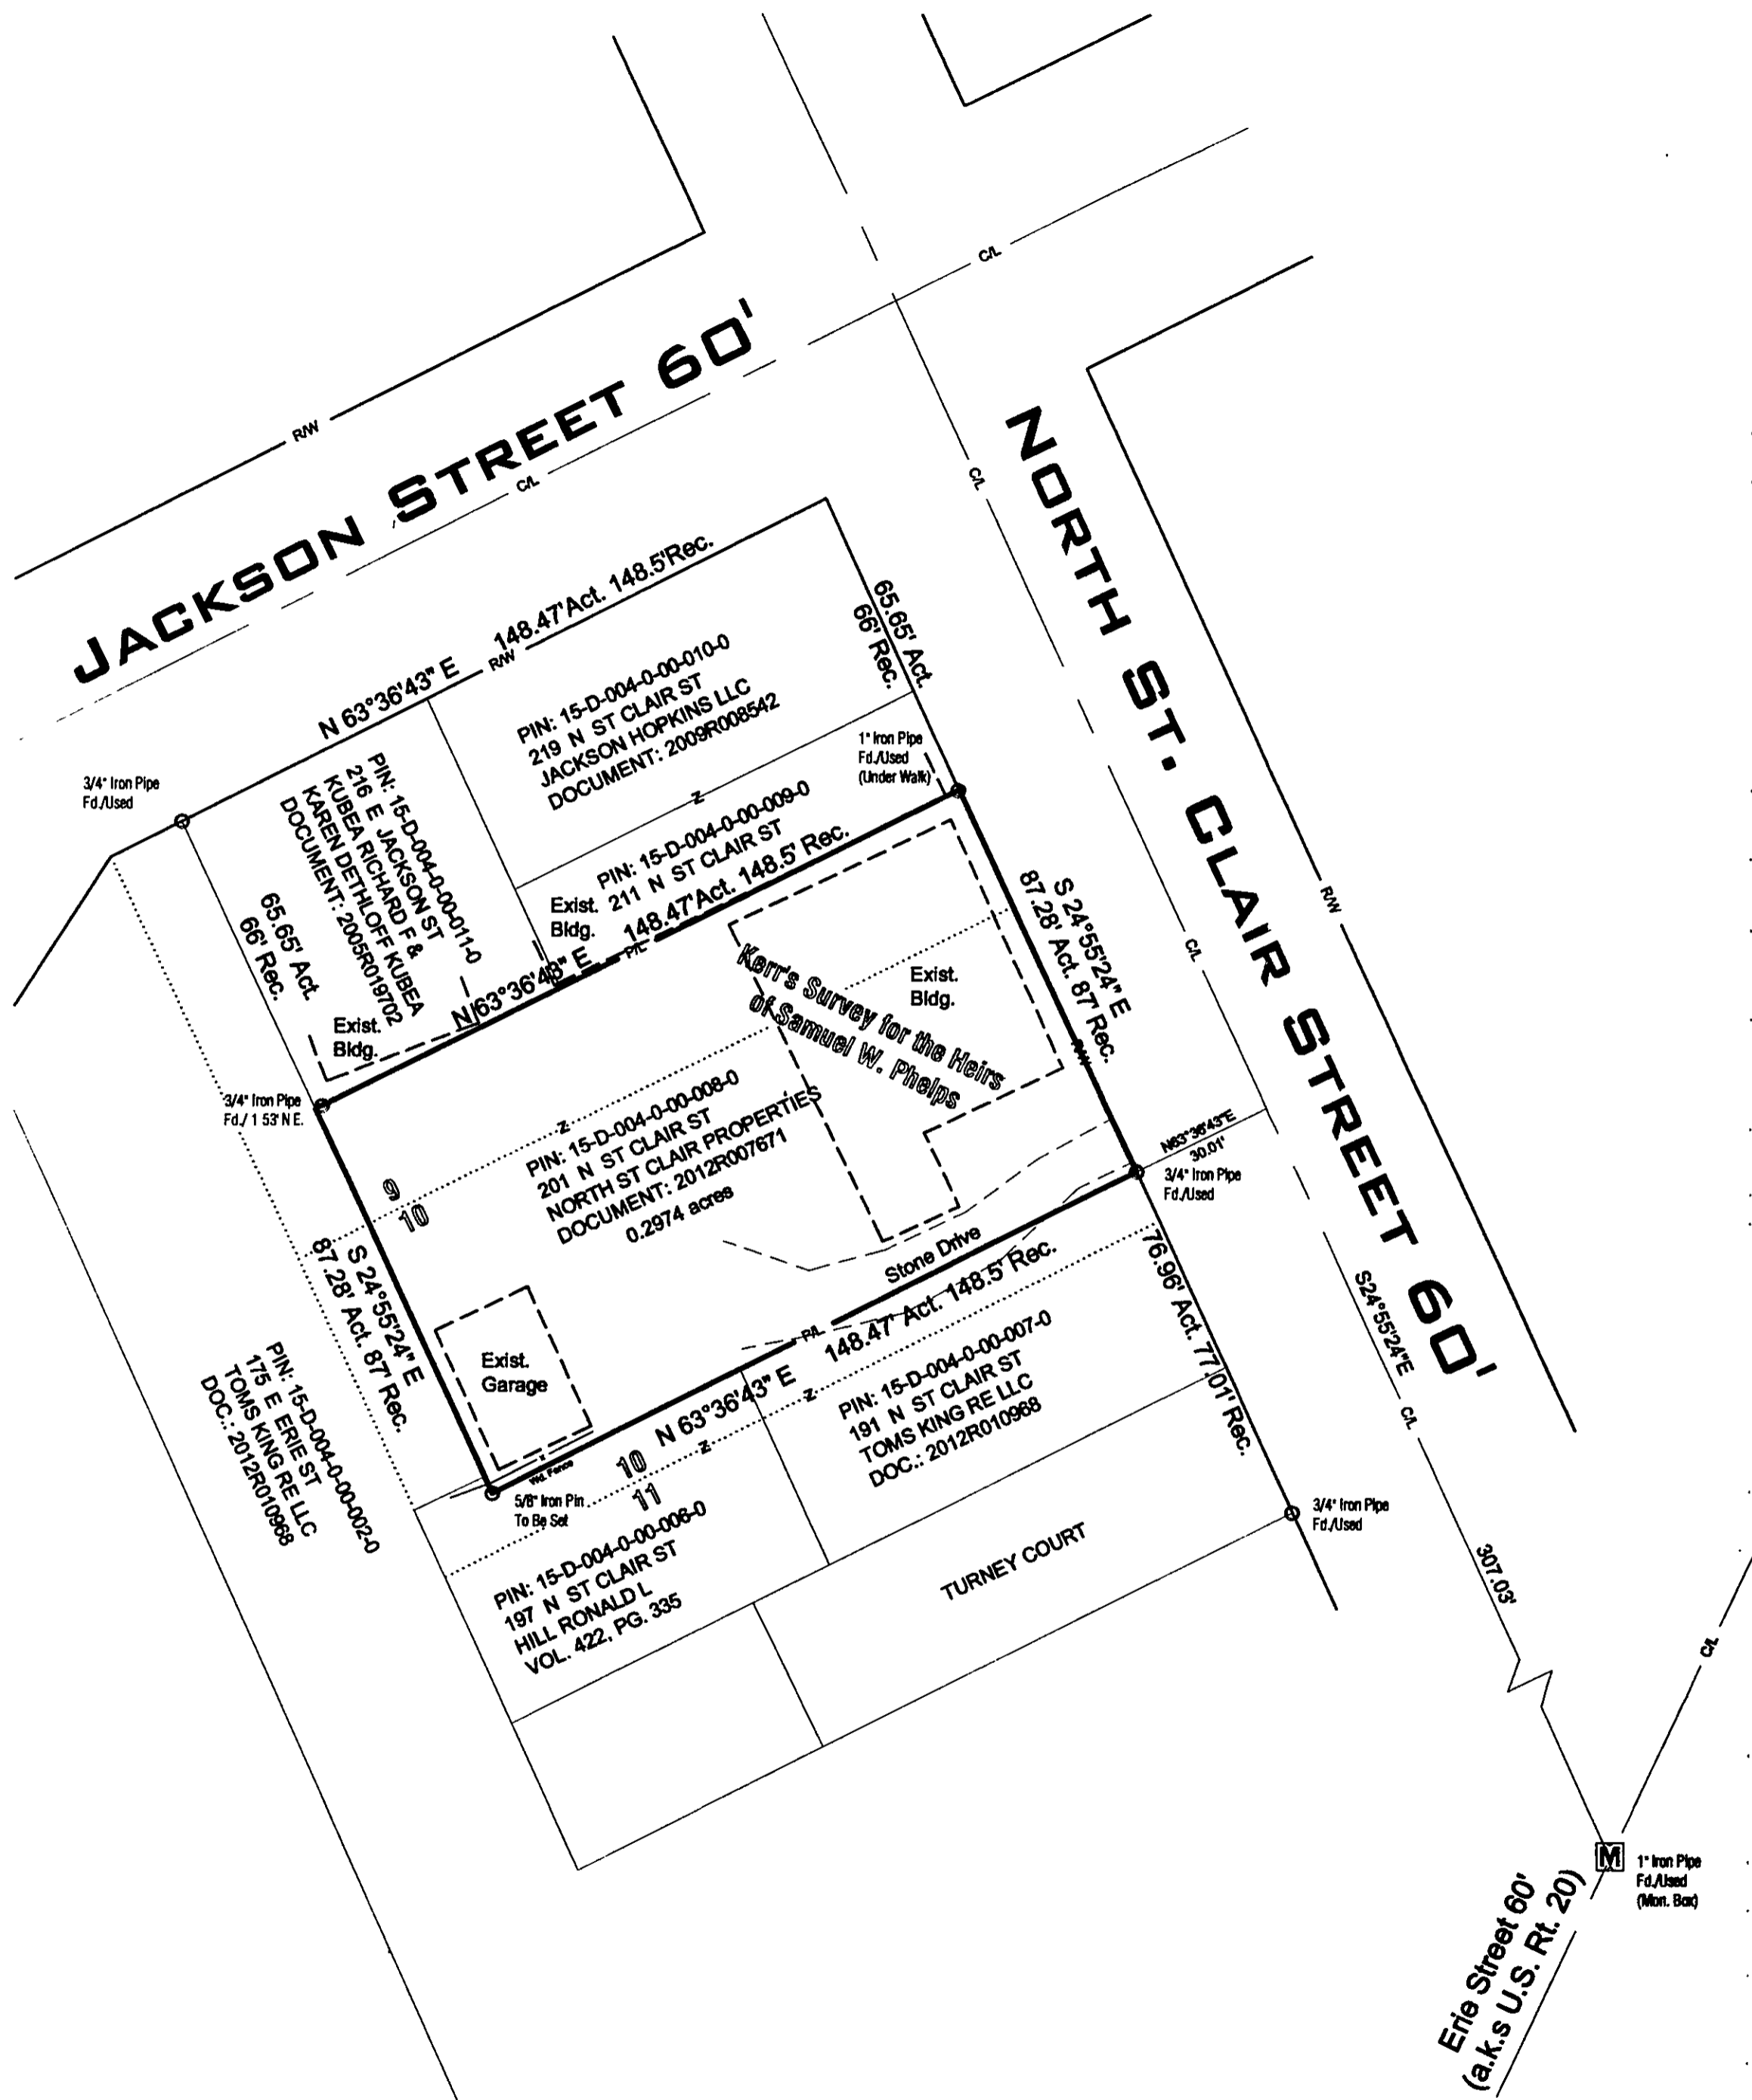 JACKSON STREET 60'
R/W
C/L
C/L
NORTH ST. CLAIR STREET 60'
C/L
C/L
R/W
N 63°36'43" E
R/W
148.47'Act. 148.5'Rec.
65.65' Act.
66' Rec.
PIN: 15-D-004-0-00-010-0
219 N ST CLAIR ST
JACKSON HOPKINS LLC
DOCUMENT: 2009R008542
3/4" Iron Pipe
Fd./Used
PIN: 15-D-004-0-00-011-0
216 E JACKSON ST
KUBEA RICHARD F &
KAREN DETHLOFF KUBEA
DOCUMENT: 2005R019702
65.65' Act.
66' Rec.
Z
1" Iron Pipe
Fd./Used
(Under Walk)
PIN: 15-D-004-0-00-009-0
211 N ST CLAIR ST
Exist.
Bldg.
Exist.
Bldg.
N 63°36'43" E
P/L
148.47'Act. 148.5' Rec.
S 24°55'24" E
87.28' Act. 87' Rec.
R/W
Exist.
Bldg.
Kerr's Survey for the Heirs
of Samuel W. Phelps
3/4" Iron Pipe
Fd./ 1 53' N E.
Z
PIN: 15-D-004-0-00-008-0
201 N ST CLAIR ST
NORTH ST CLAIR PROPERTIES
DOCUMENT: 2012R007671
0.2974 acres
9
10
N63°36'43"E
30.01'
3/4" Iron Pipe
Fd./Used
S 24°55'24" E
87.28' Act. 87' Rec.
Stone Drive
Exist.
Garage
N 63°36'43" E
P/L
148.47' Act. 148.5' Rec.
76.96' Act. 77.01' Rec.
S24°55'24"E
C/L
PIN: 15-D-004-0-00-002-0
175 E ERIE ST
TOMS KING RE LLC
DOC.: 2012R010968
Wd. Fence
5/8" Iron Pin
To Be Set
10
11
Z
Z
PIN: 15-D-004-0-00-007-0
191 N ST CLAIR ST
TOMS KING RE LLC
DOC.: 2012R010968
PIN: 15-D-004-0-00-006-0
197 N ST CLAIR ST
HILL RONALD L
VOL. 422, PG. 335
TURNEY COURT
3/4" Iron Pipe
Fd./Used
307.03'
C/L
M
1" Iron Pipe
Fd./Used
(Mon. Box)
Erie Street 60'
(a.k.s U.S. Rt. 20)